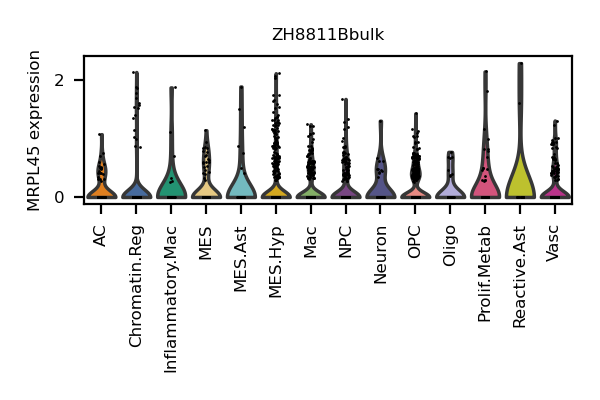 ZH8811Bbulk
MRPL45 expression
2
0
AC
Chromatin.Reg
Inflammatory.Mac
MES
MES.Ast
MES.Hyp
Mac
NPC
Neuron
OPC
Oligo
Prolif.Metab
Reactive.Ast
Vasc